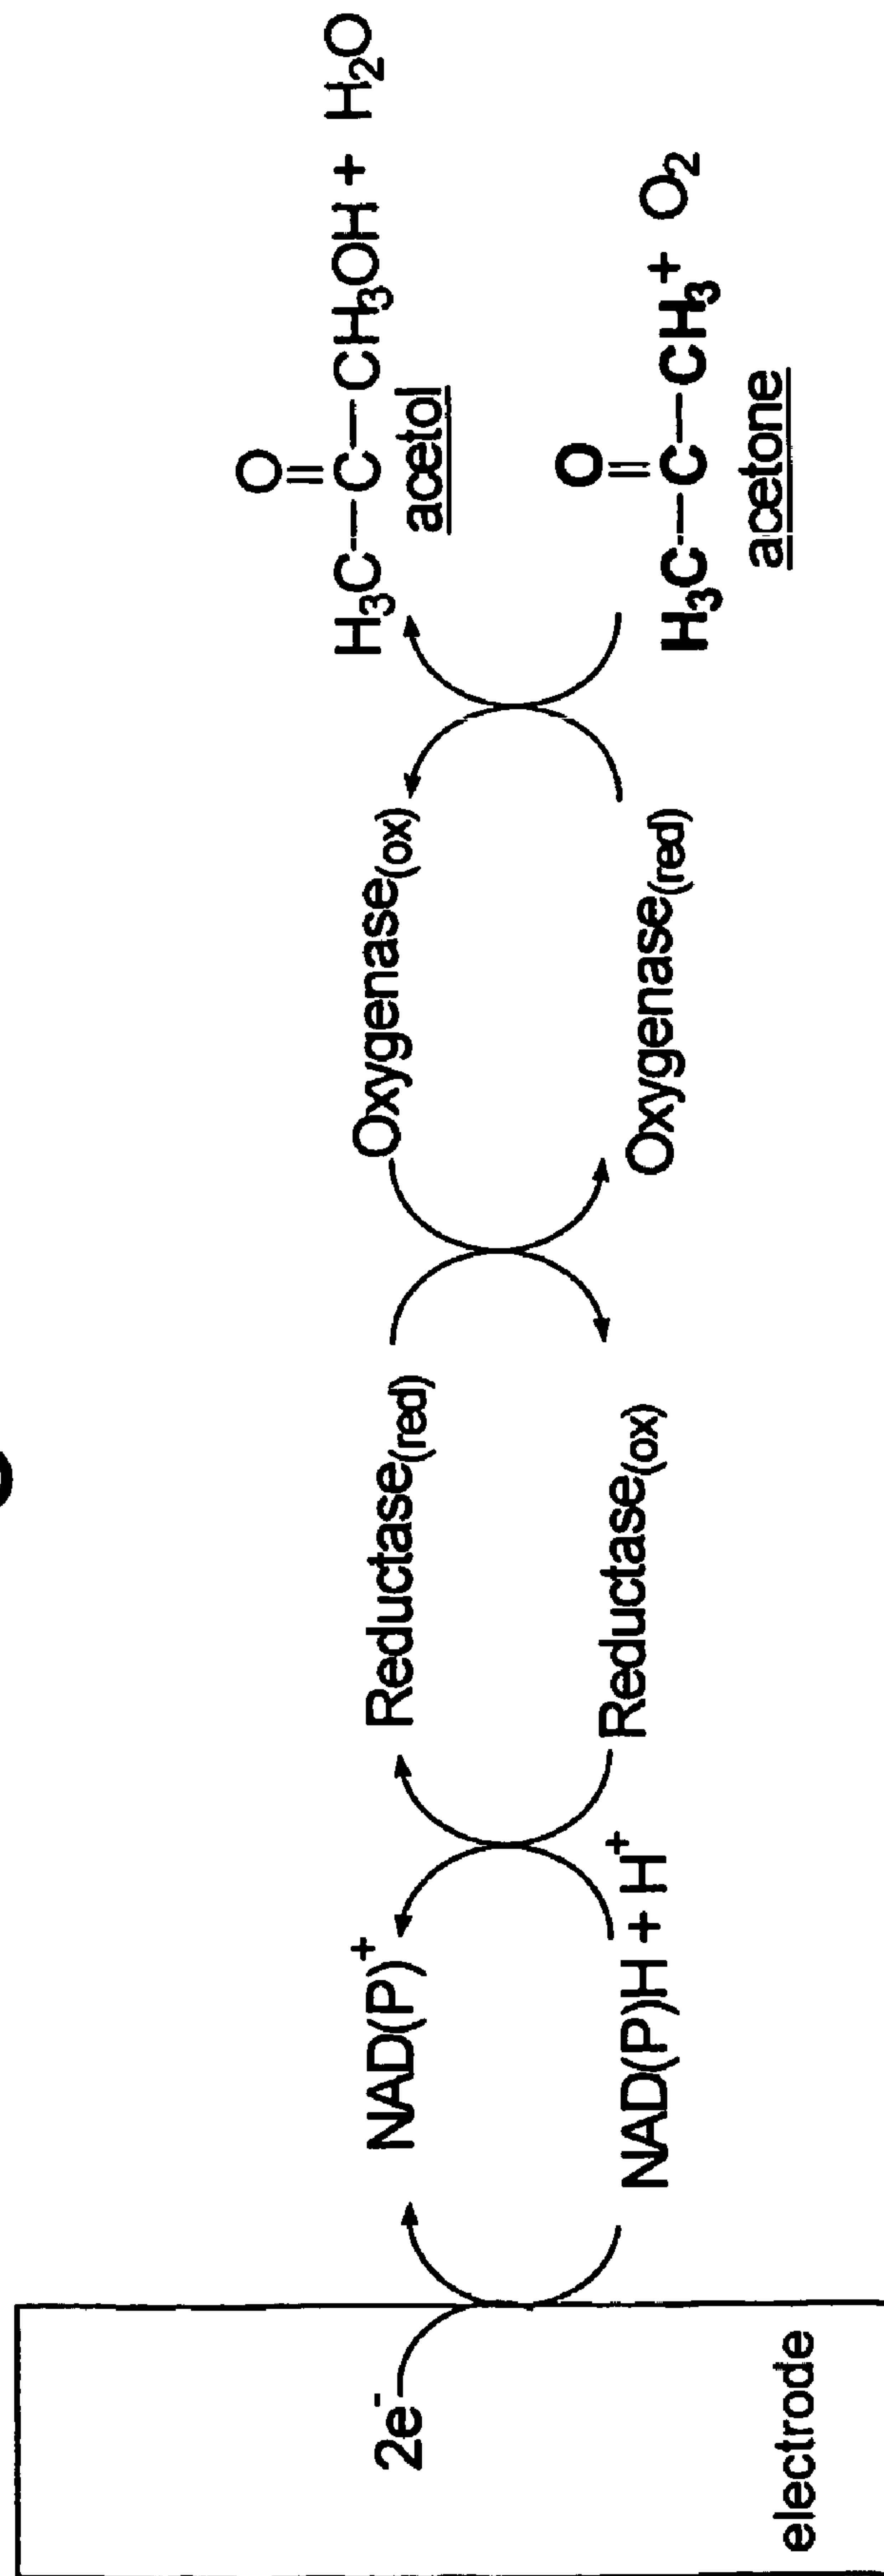 2e⁻
electrode
NAD(P)⁺
NAD(P)H + H⁺
Reductase(red)
Reductase(ox)
Oxygenase(ox)
Oxygenase(red)
O
H₃C—C—CH₃OH + H₂O
acetol
O
H₃C—C—CH₃ + O₂
acetone